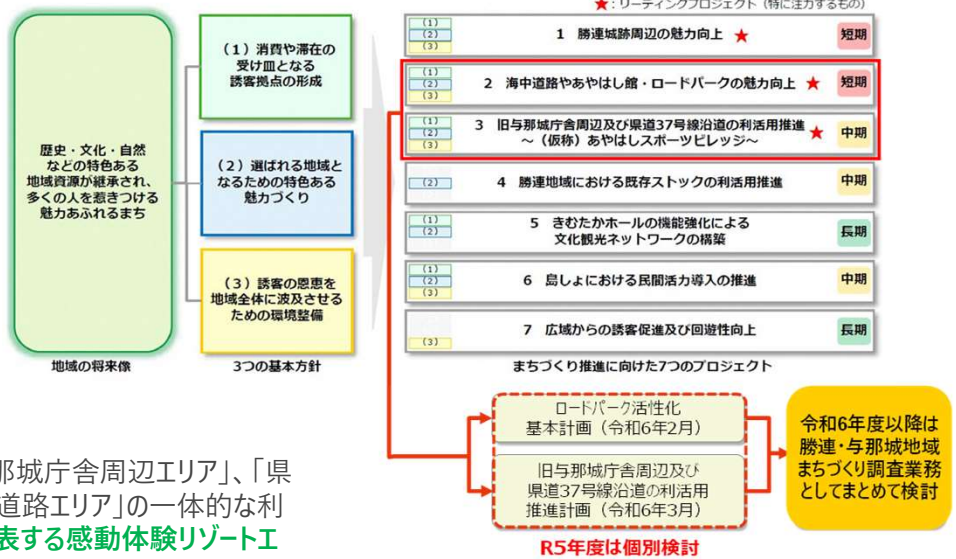 ★：リーディングプロジェクト（特に注力するもの）
歴史・文化・自然
などの特色ある
地域資源が継承され、
多くの人を惹きつける
魅力あふれるまち
地域の将来像
（１）消費や滞在の
受け皿となる
誘客拠点の形成
（２）選ばれる地域と
なるための特色ある
魅力づくり
（３）誘客の恩恵を
地域全体に波及させる
ための環境整備
3つの基本方針
（1）
（2）
（3）
1　勝連城跡周辺の魅力向上 ★
短期
（1）
（2）
（3）
2　海中道路やあやはし館・ロードパークの魅力向上 ★
短期
（1）
（2）
（3）
3　旧与那城庁舎周辺及び県道37号線沿道の利活用推進
～（仮称）あやはしスポーツビレッジ～
★
中期
（2）
4　勝連地域における既存ストックの利活用推進
中期
（1）
（2）
5　きむたかホールの機能強化による
文化観光ネットワークの構築
長期
（1）
（2）
（3）
6　島しょにおける民間活力導入の推進
中期
（3）
7　広域からの誘客促進及び回遊性向上
長期
まちづくり推進に向けた7つのプロジェクト
ロードパーク活性化
基本計画（令和6年2月）
旧与那城庁舎周辺及び
県道37号線沿道の利活用
推進計画（令和6年3月）
R5年度は個別検討
令和6年度以降は
勝連・与那城地域
まちづくり調査業務
としてまとめて検討
那城庁舎周辺エリア」、「県
道路エリア」の一体的な利
表する感動体験リゾートエ